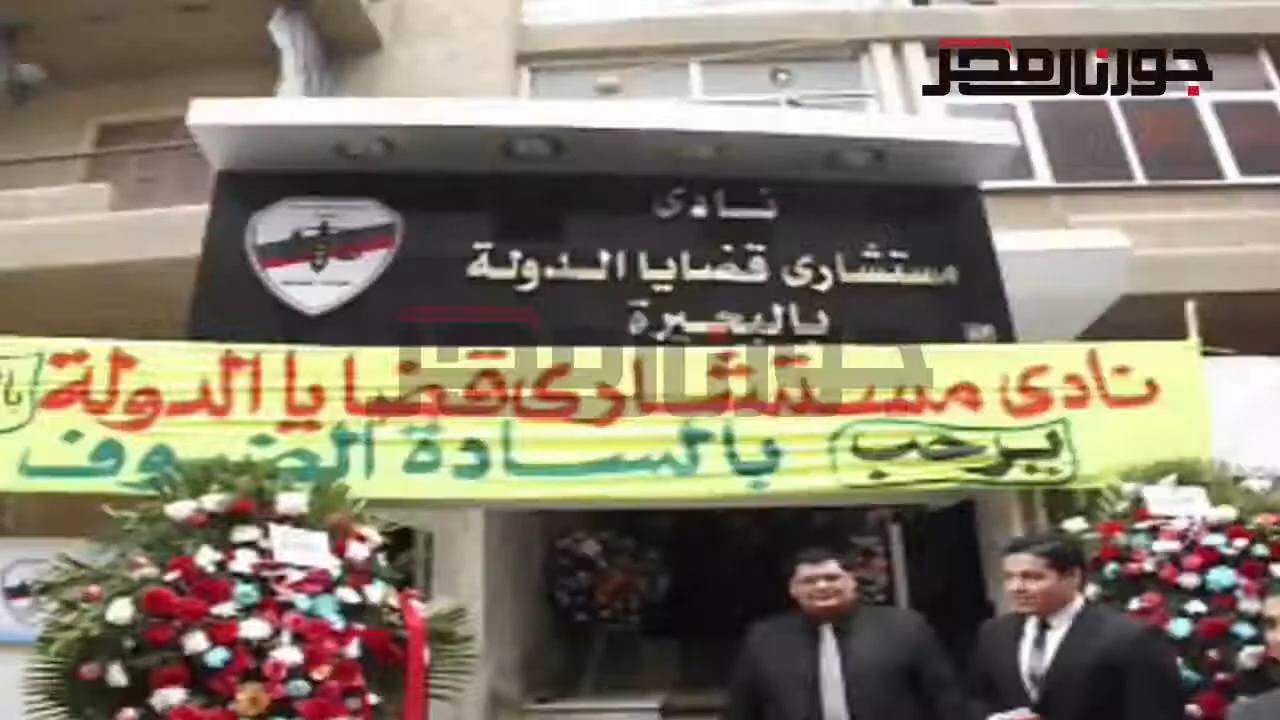 جورنال مصر
نادى
مستشارى قضايا الدولة
بالبحيرة
نادى مستشارى قضايا الدولة
يرحب بالسادة الضيوف